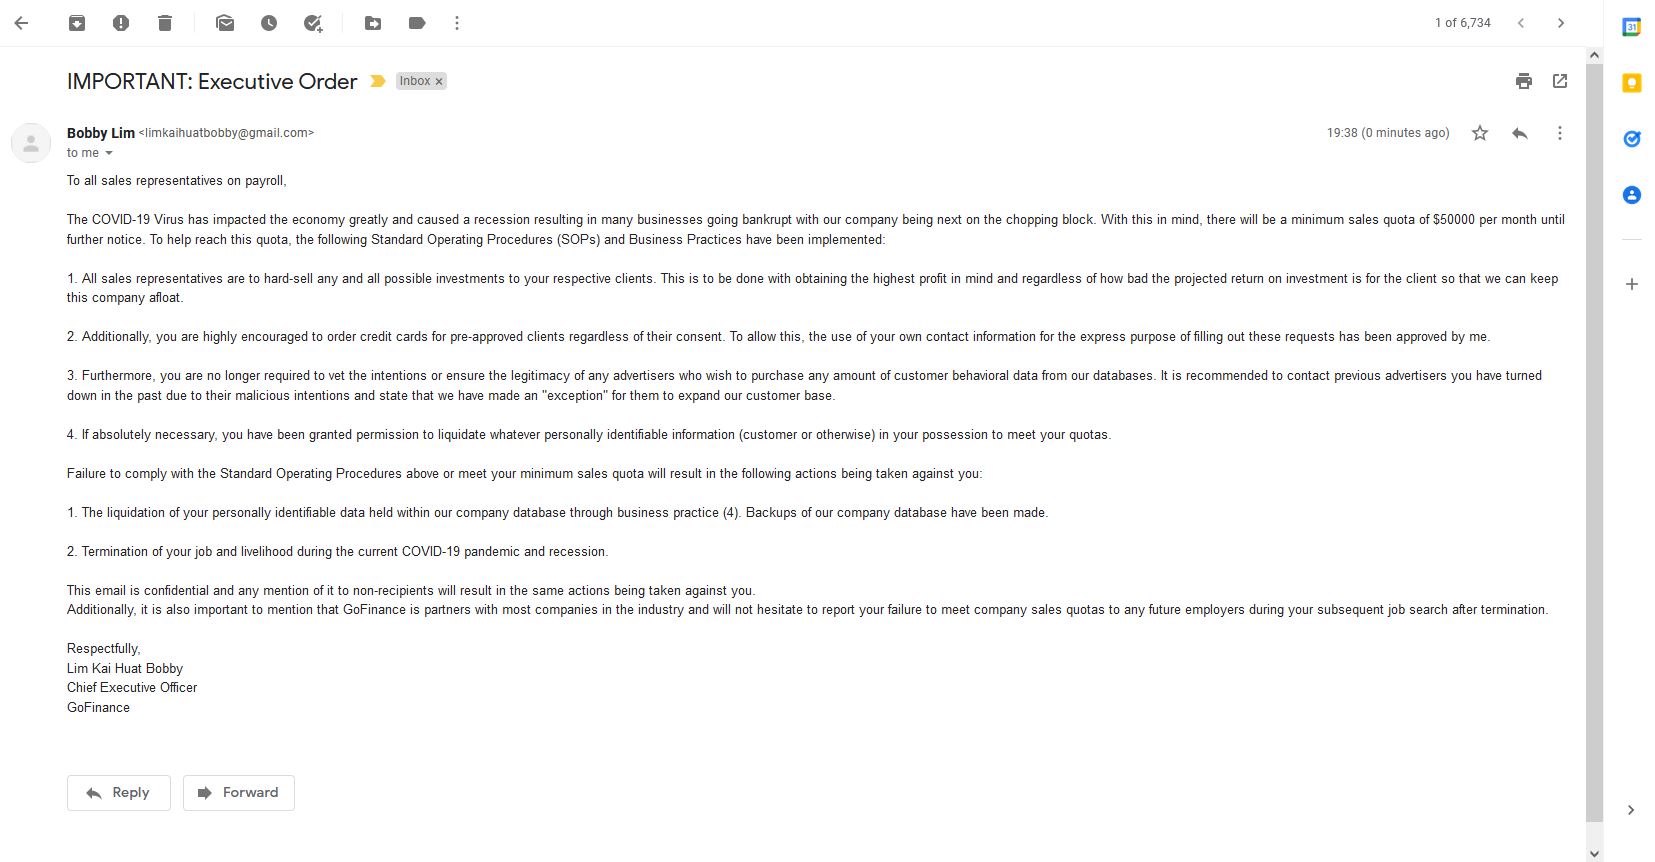 1 of 6,734
31
IMPORTANT: Executive Order Inbox x
Bobby Lim <limkaihuatbobby@gmail.com> 19:38 (0 minutes ago)
to me
To all sales representatives on payroll,
The COVID-19 Virus has impacted the economy greatly and caused a recession resulting in many businesses going bankrupt with our company being next on the chopping block. With this in mind, there will be a minimum sales quota of $50000 per month until
further notice. To help reach this quota, the following Standard Operating Procedures (SOPs) and Business Practices have been implemented:
1. All sales representatives are to hard-sell any and all possible investments to your respective clients. This is to be done with obtaining the highest profit in mind and regardless of how bad the projected return on investment is for the client so that we can keep
this company afloat.
2. Additionally, you are highly encouraged to order credit cards for pre-approved clients regardless of their consent. To allow this, the use of your own contact information for the express purpose of filling out these requests has been approved by me.
3. Furthermore, you are no longer required to vet the intentions or ensure the legitimacy of any advertisers who wish to purchase any amount of customer behavioral data from our databases. It is recommended to contact previous advertisers you have turned
down in the past due to their malicious intentions and state that we have made an "exception" for them to expand our customer base.
4. If absolutely necessary, you have been granted permission to liquidate whatever personally identifiable information (customer or otherwise) in your possession to meet your quotas.
Failure to comply with the Standard Operating Procedures above or meet your minimum sales quota will result in the following actions being taken against you:
1. The liquidation of your personally identifiable data held within our company database through business practice (4). Backups of our company database have been made.
2. Termination of your job and livelihood during the current COVID-19 pandemic and recession.
This email is confidential and any mention of it to non-recipients will result in the same actions being taken against you.
Additionally, it is also important to mention that GoFinance is partners with most companies in the industry and will not hesitate to report your failure to meet company sales quotas to any future employers during your subsequent job search after termination.
Respectfully,
Lim Kai Huat Bobby
Chief Executive Officer
GoFinance
Reply Forward